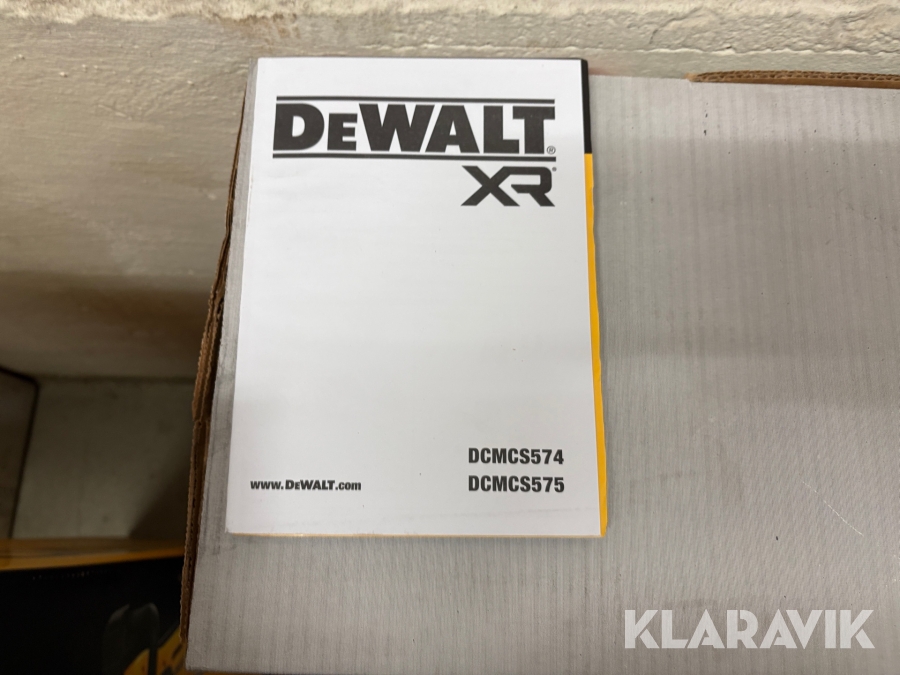 DEWALT®
XR®
DCMCS574
www.DEWALT.com
DCMCS575
KLARAVIK